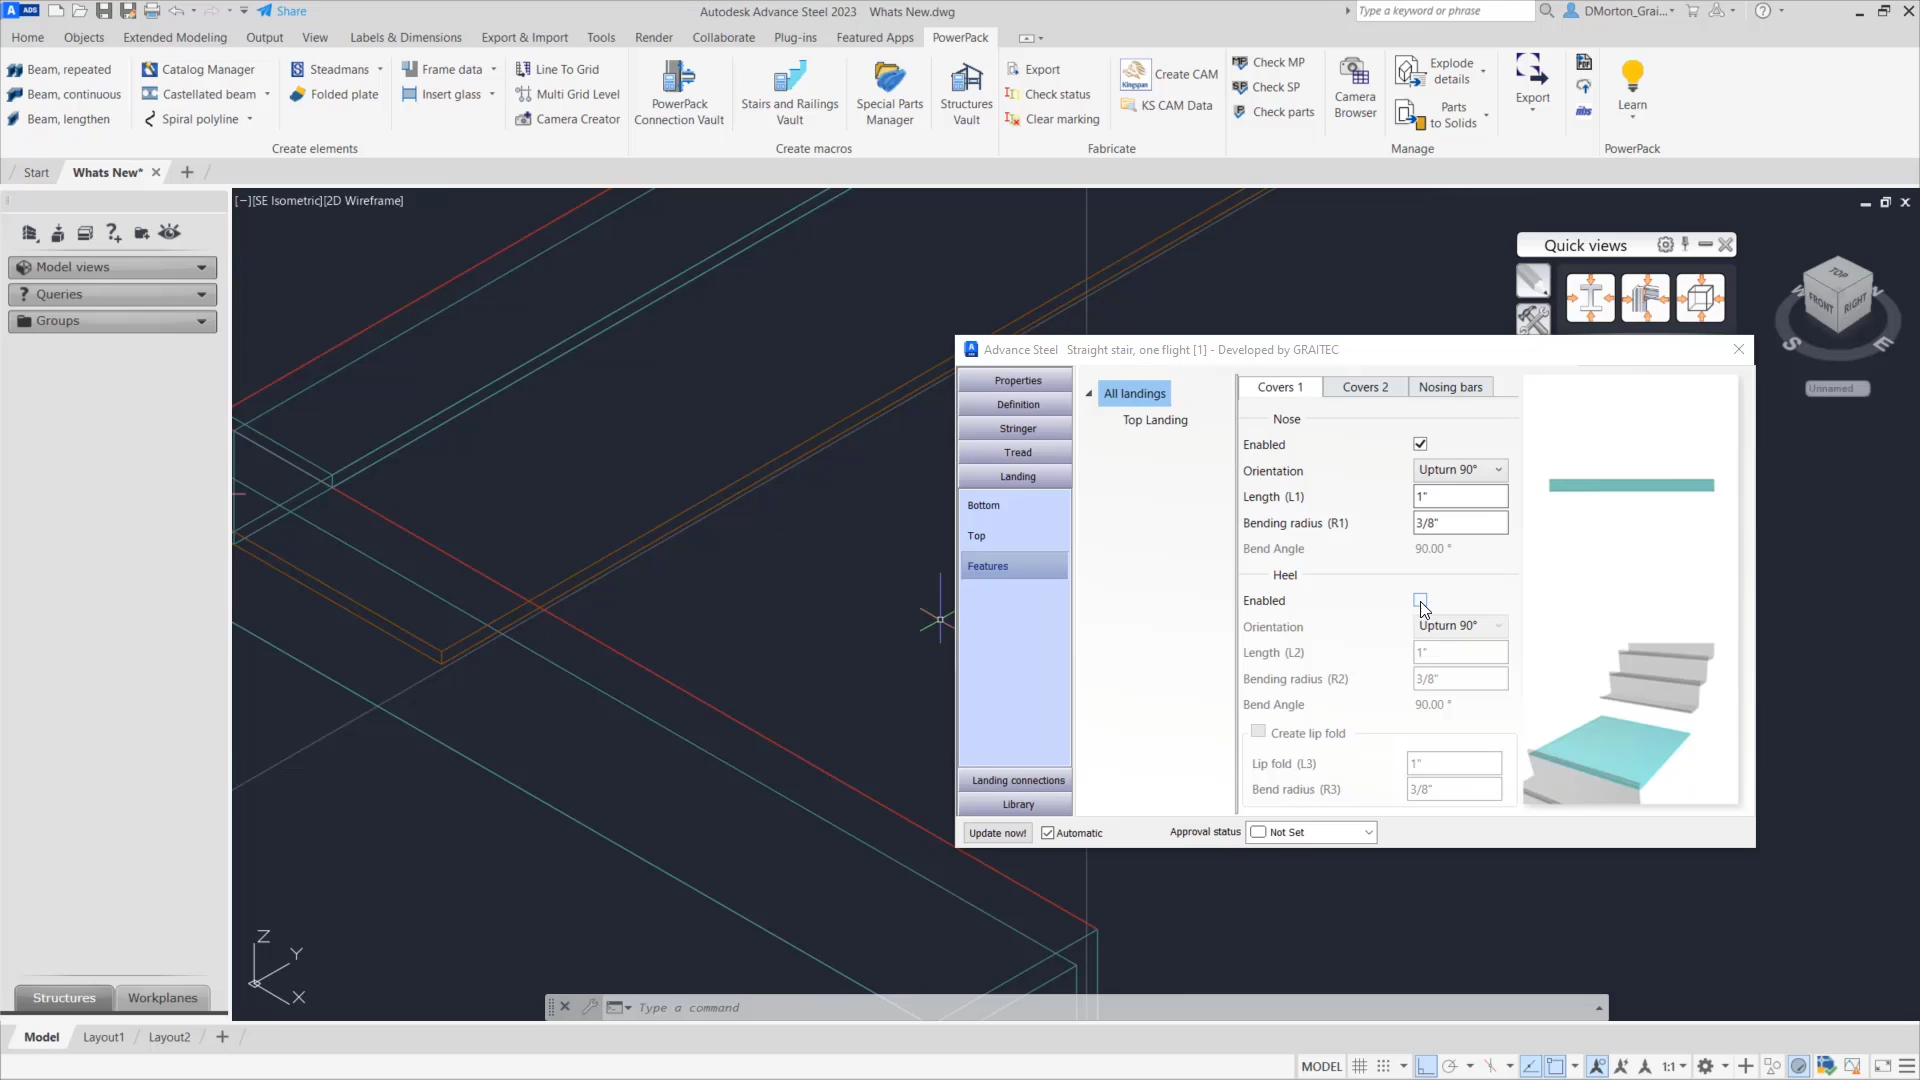 A ADS
Share
Autodesk Advance Steel 2023 Whats New.dwg
Type a keyword or phrase
DMorton_Grai...
Home Objects Extended Modeling Output View Labels & Dimensions Export & Import Tools Render Collaborate Plug-ins Featured Apps PowerPack
Beam, repeated
Beam, continuous
Beam, lengthen
Catalog Manager
Castellated beam
Spiral polyline
Steadmans
Folded plate
Frame data
Insert glass
Line To Grid
Multi Grid Level
Camera Creator
Create elements
PowerPack
Connection Vault
Stairs and Railings
Vault
Special Parts
Manager
Structures
Vault
Create macros
Export
Check status
Clear marking
Create CAM
KS CAM Data
Fabricate
Check MP
Check SP
Check parts
Camera
Browser
Explode
details
Parts
to Solids
Manage
Export
Learn
PowerPack
Start Whats New*
Model views
Queries
Groups
[−][SE Isometric][2D Wireframe]
Quick views
TOP
FRONT
RIGHT
S
E
Unnamed
Advance Steel Straight stair, one flight [1] - Developed by GRAITEC
Properties
Definition
Stringer
Tread
Landing
Bottom
Top
Features
Landing connections
Library
All landings
Top Landing
Covers 1 Covers 2 Nosing bars
Nose
Enabled
Orientation Upturn 90°
Length (L1) 1"
Bending radius (R1) 3/8"
Bend Angle 90.00 °
Heel
Enabled
Orientation Upturn 90°
Length (L2) 1"
Bending radius (R2) 3/8"
Bend Angle 90.00 °
Create lip fold
Lip fold (L3) 1"
Bend radius (R3) 3/8"
Update now! Automatic Approval status Not Set
Z
Y
X
Structures Workplanes
Type a command
Model Layout1 Layout2
MODEL 1:1